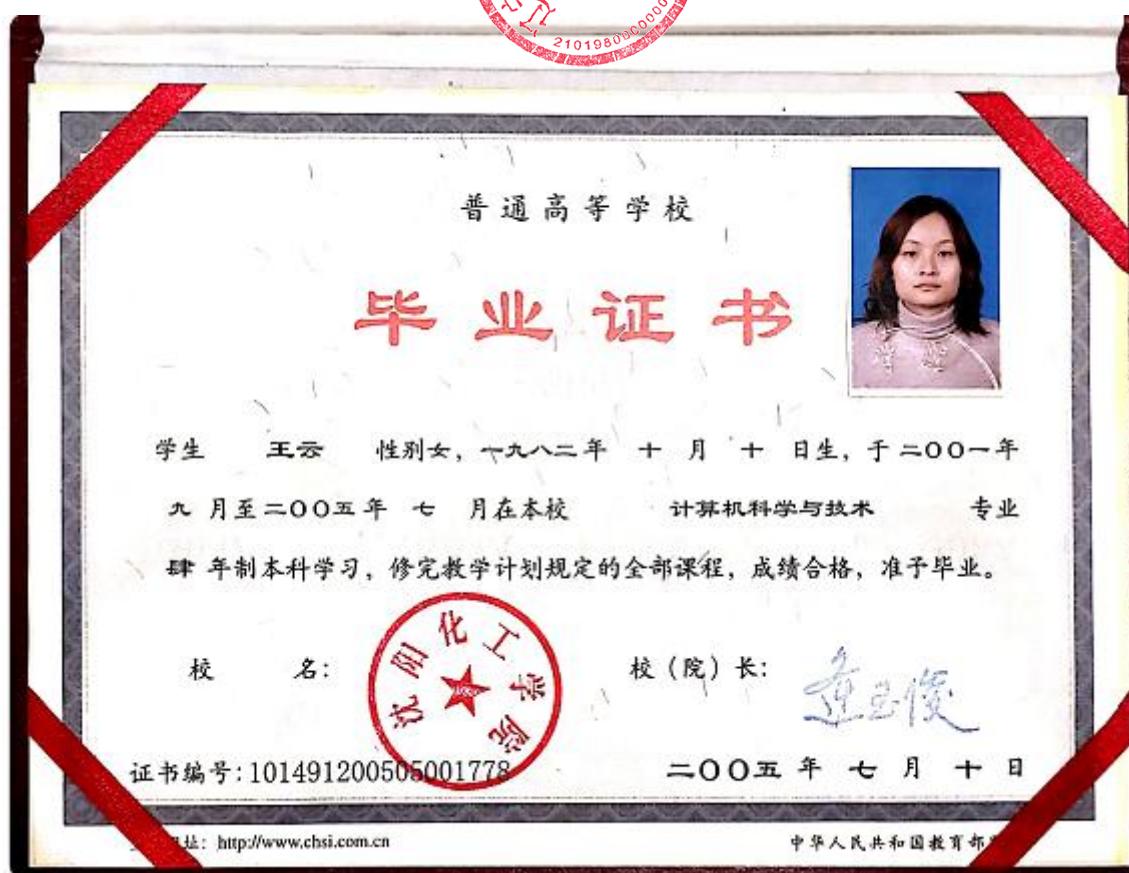 2101980000000
普通高等学校
毕业证书
学生 王云 性别女，一九八二年 十 月 十 日生，于二〇〇一年
九 月至二〇〇五年 七 月在本校 计算机科学与技术 专业
肆 年制本科学习，修完教学计划规定的全部课程，成绩合格，准予毕业。
校 名：
沈阳化工学院
校（院）长：
证书编号：101491200505001778
二〇〇五 年 七 月 十 日
址：http://www.chsi.com.cn
中华人民共和国教育部